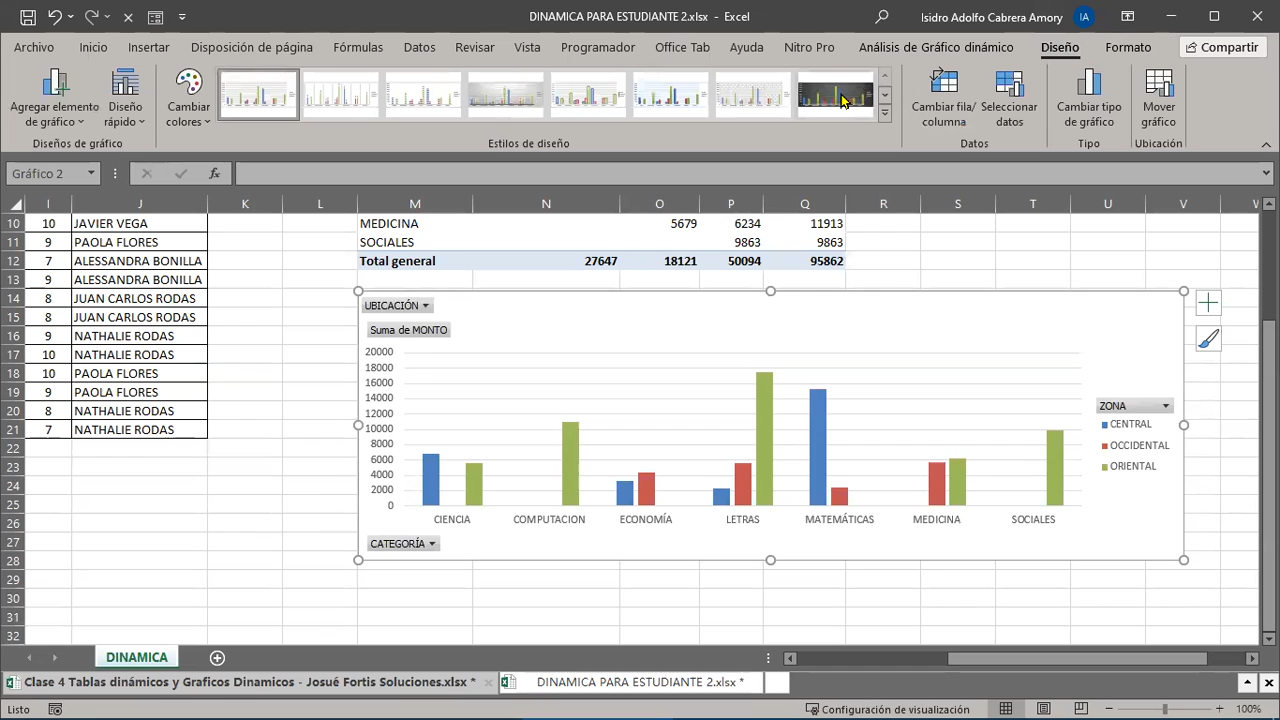 DINAMICA PARA ESTUDIANTE 2.xlsx - Excel
Isidro Adolfo Cabrera Amory
IA
Archivo
Inicio
Insertar
Disposición de página
Fórmulas
Datos
Revisar
Vista
Programador
Office Tab
Ayuda
Nitro Pro
Análisis de Gráfico dinámico
Diseño
Formato
Compartir
Agregar elemento
de gráfico
Diseño
rápido
Cambiar
colores
Cambiar fila/
columna
Seleccionar
datos
Cambiar tipo
de gráfico
Mover
gráfico
Diseños de gráfico
Estilos de diseño
Datos
Tipo
Ubicación
Gráfico 2
fx
I J K L M N O P Q R S T U V
10 10 JAVIER VEGA MEDICINA 5679 6234 11913
11 9 PAOLA FLORES SOCIALES 9863 9863
12 7 ALESSANDRA BONILLA Total general 27647 18121 50094 95862
13 9 ALESSANDRA BONILLA
14 8 JUAN CARLOS RODAS
15 8 JUAN CARLOS RODAS
16 9 NATHALIE RODAS
17 10 NATHALIE RODAS
18 10 PAOLA FLORES
19 9 PAOLA FLORES
20 8 NATHALIE RODAS
21 7 NATHALIE RODAS
22
23
24
25
26
27
28
29
30
31
32
UBICACIÓN
Suma de MONTO
20000
18000
16000
14000
12000
10000
8000
6000
4000
2000
0
CIENCIA COMPUTACION ECONOMÍA LETRAS MATEMÁTICAS MEDICINA SOCIALES
CATEGORÍA
ZONA
CENTRAL
OCCIDENTAL
ORIENTAL
DINAMICA
Clase 4 Tablas dinámicos y Graficos Dinamicos - Josué Fortis Soluciones.xlsx *
DINAMICA PARA ESTUDIANTE 2.xlsx *
Listo
Configuración de visualización
100%